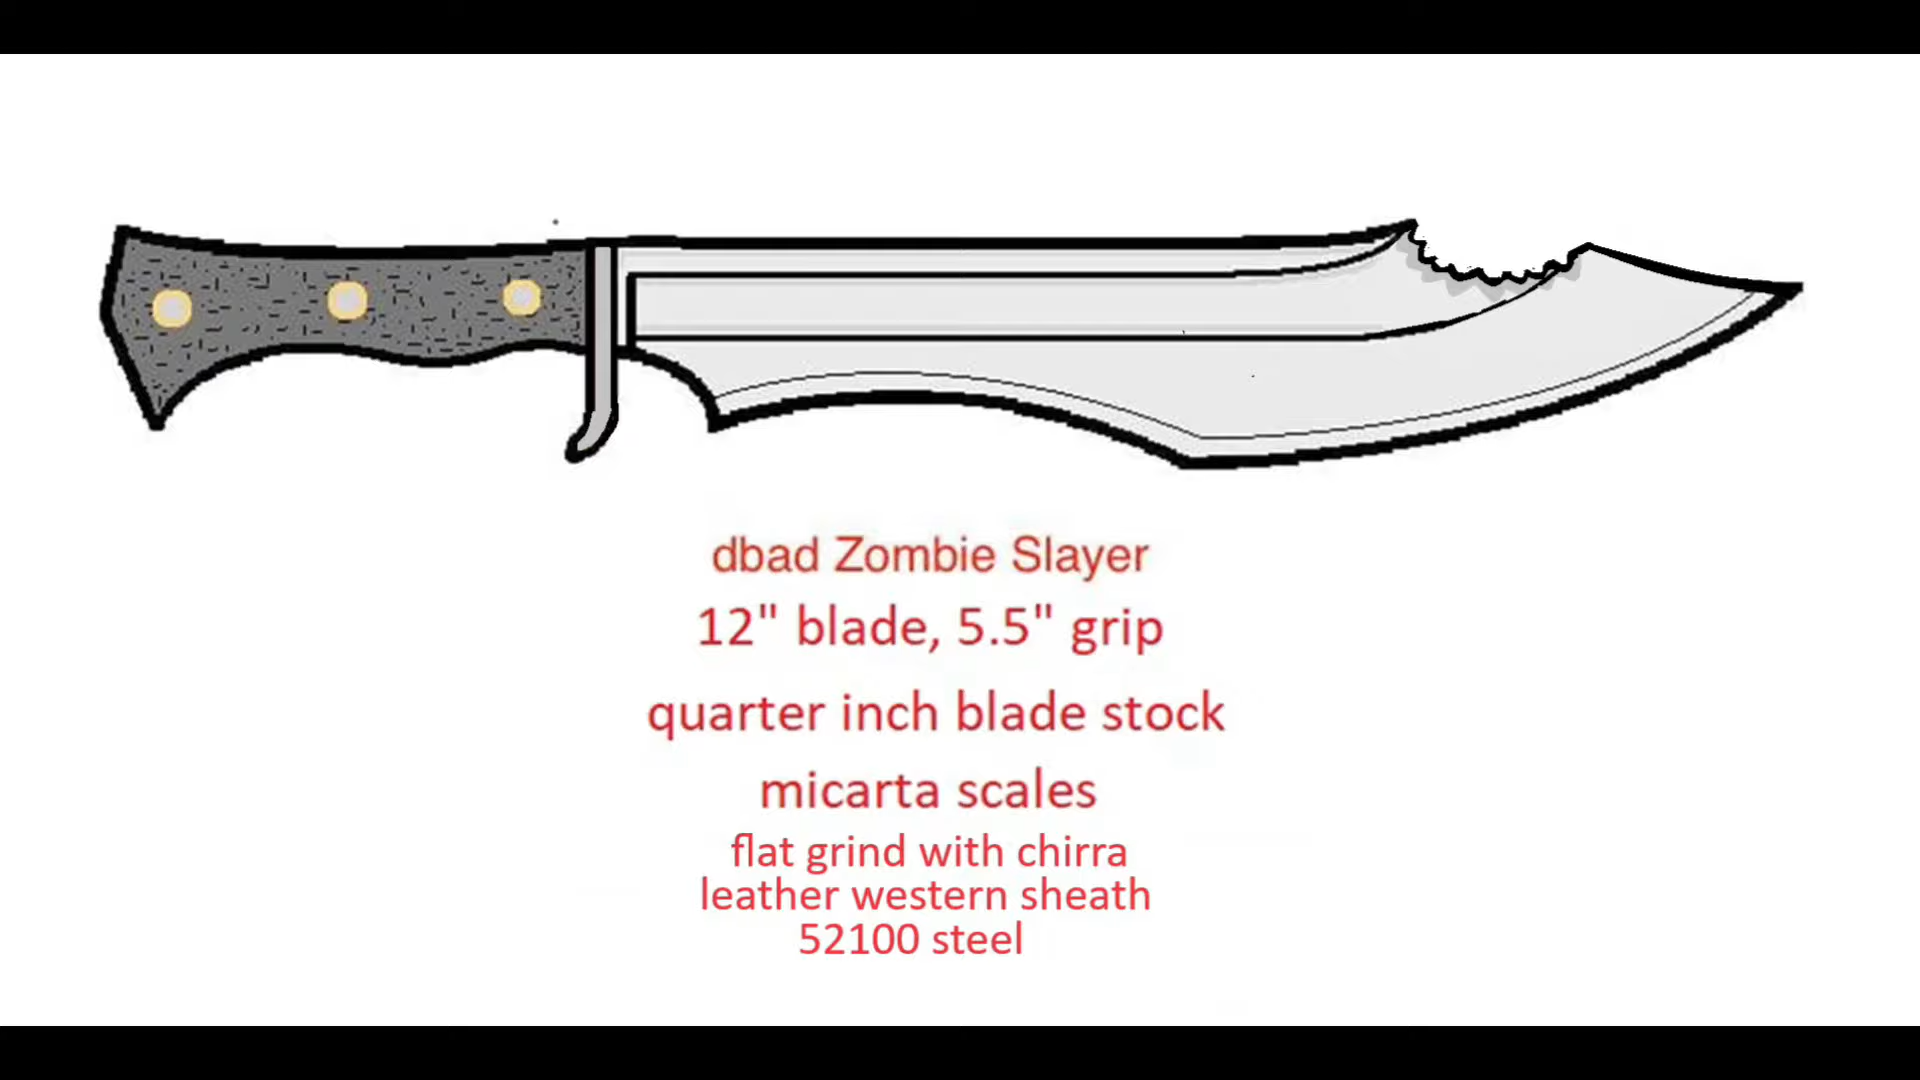 dbad Zombie Slayer
12" blade, 5.5" grip
quarter inch blade stock
micarta scales
flat grind with chirra
leather western sheath
52100 steel